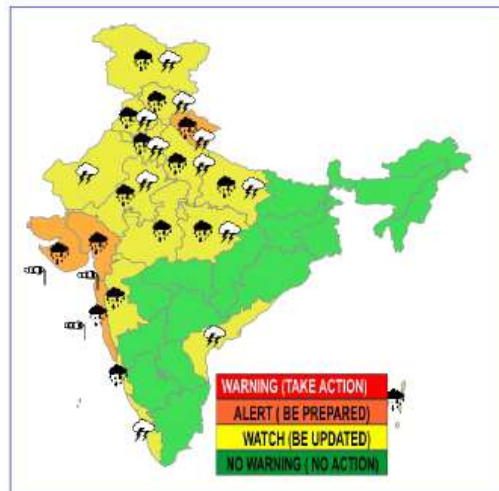 WARNING (TAKE ACTION)
ALERT ( BE PREPARED)
WATCH (BE UPDATED)
NO WARNING ( NO ACTION)